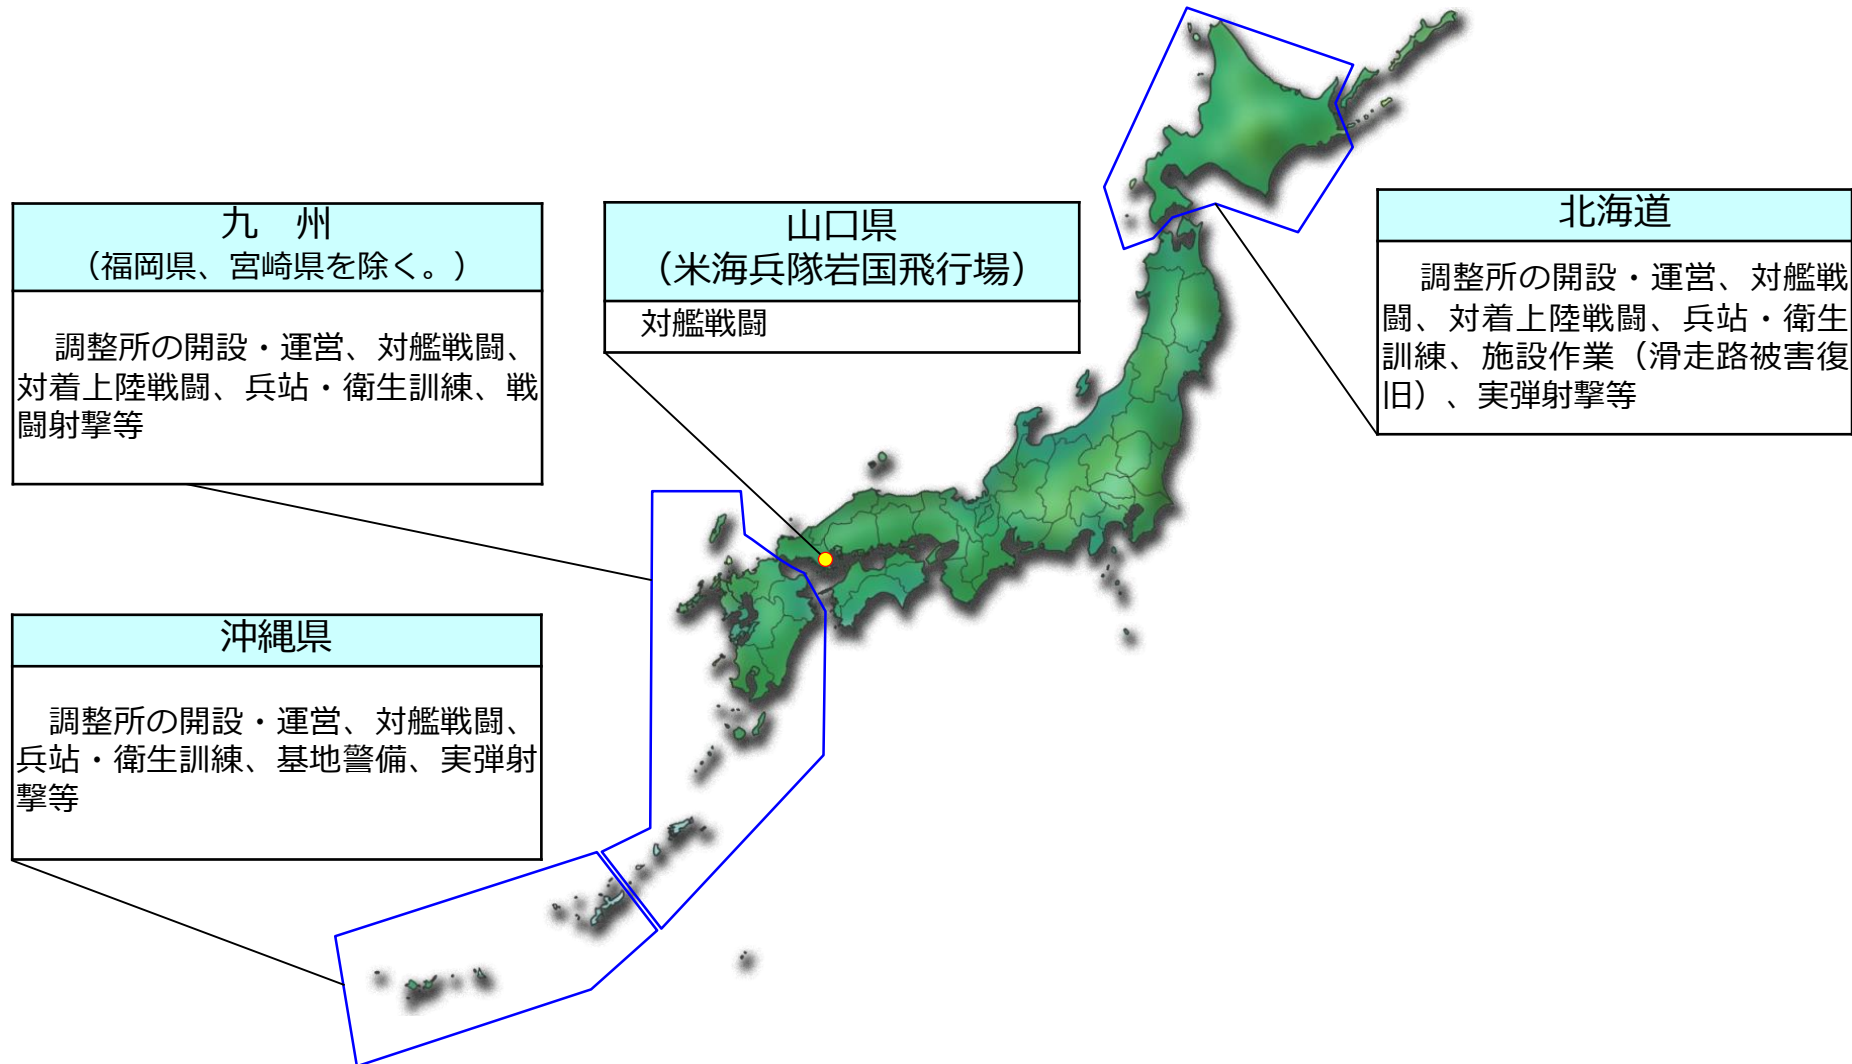 九　州
（福岡県、宮崎県を除く。）
調整所の開設・運営、対艦戦闘、
対着上陸戦闘、兵站・衛生訓練、戦
闘射撃等
山口県
（米海兵隊岩国飛行場）
対艦戦闘
北海道
調整所の開設・運営、対艦戦
闘、対着上陸戦闘、兵站・衛生
訓練、施設作業（滑走路被害復
旧）、実弾射撃等
沖縄県
調整所の開設・運営、対艦戦闘、
兵站・衛生訓練、基地警備、実弾射
撃等